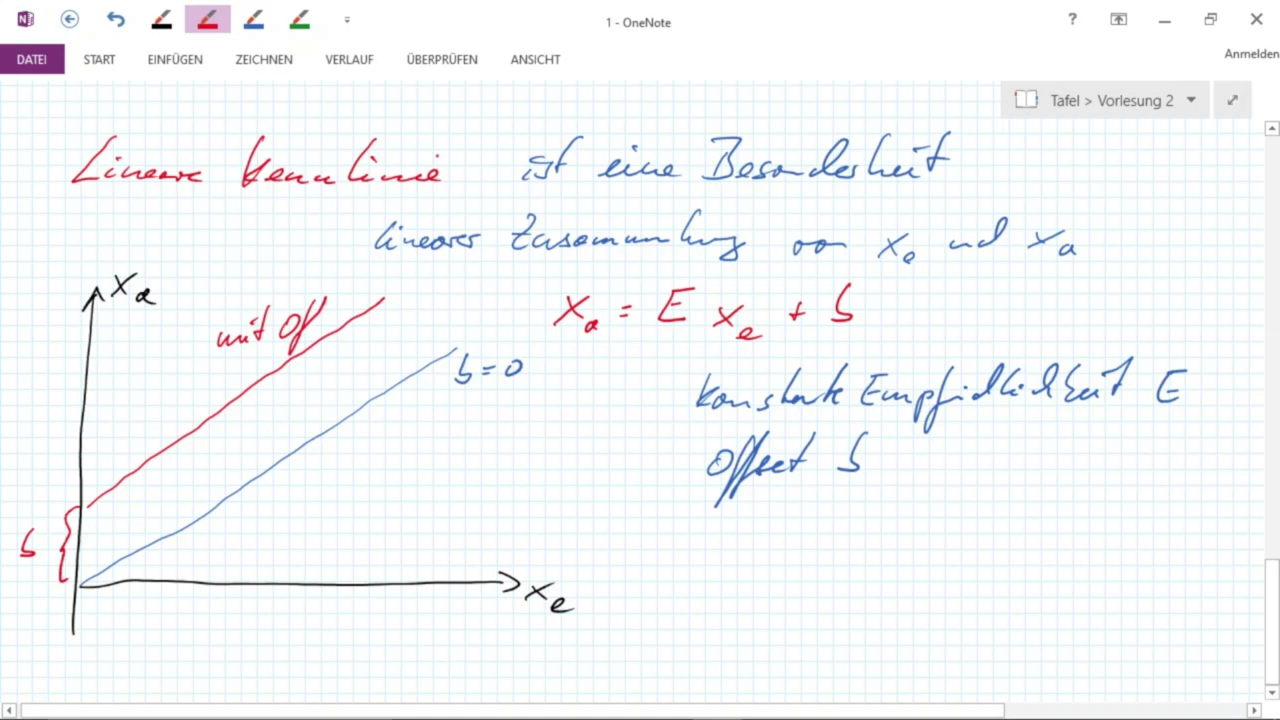 1 - OneNote
?
DATEI START EINFÜGEN ZEICHNEN VERLAUF ÜBERPRÜFEN ANSICHT
Anmelden
Tafel > Vorlesung 2
Lineare Kennlinie ist eine Besonderheit
linearer Zusammenhang von xe und xa
xa
mit Off
xa = E xe + b
b = 0
konstante Empfindlichkeit E
Offset b
b
xe